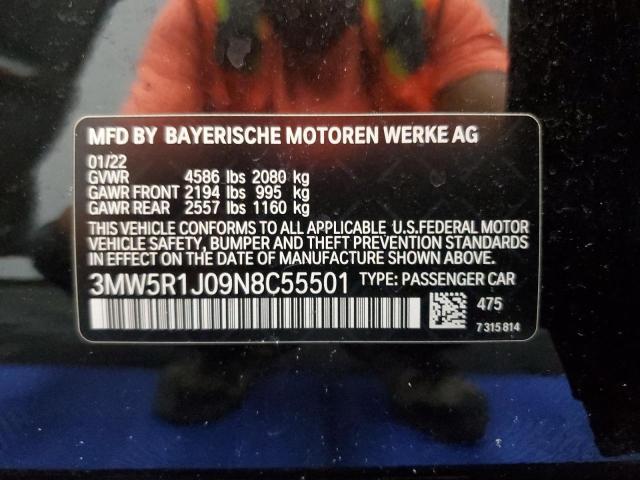 MFD BY BAYERISCHE MOTOREN WERKE AG
01/22
GVWR 4586 lbs 2080 kg
GAWR FRONT 2194 lbs 995 kg
GAWR REAR 2557 lbs 1160 kg
THIS VEHICLE CONFORMS TO ALL APPLICABLE U.S.FEDERAL MOTOR
VEHICLE SAFETY, BUMPER AND THEFT PREVENTION STANDARDS
IN EFFECT ON THE DATE OF MANUFACTURE SHOWN ABOVE.
3MW5R1J09N8C55501 TYPE: PASSENGER CAR
475
7 315 814